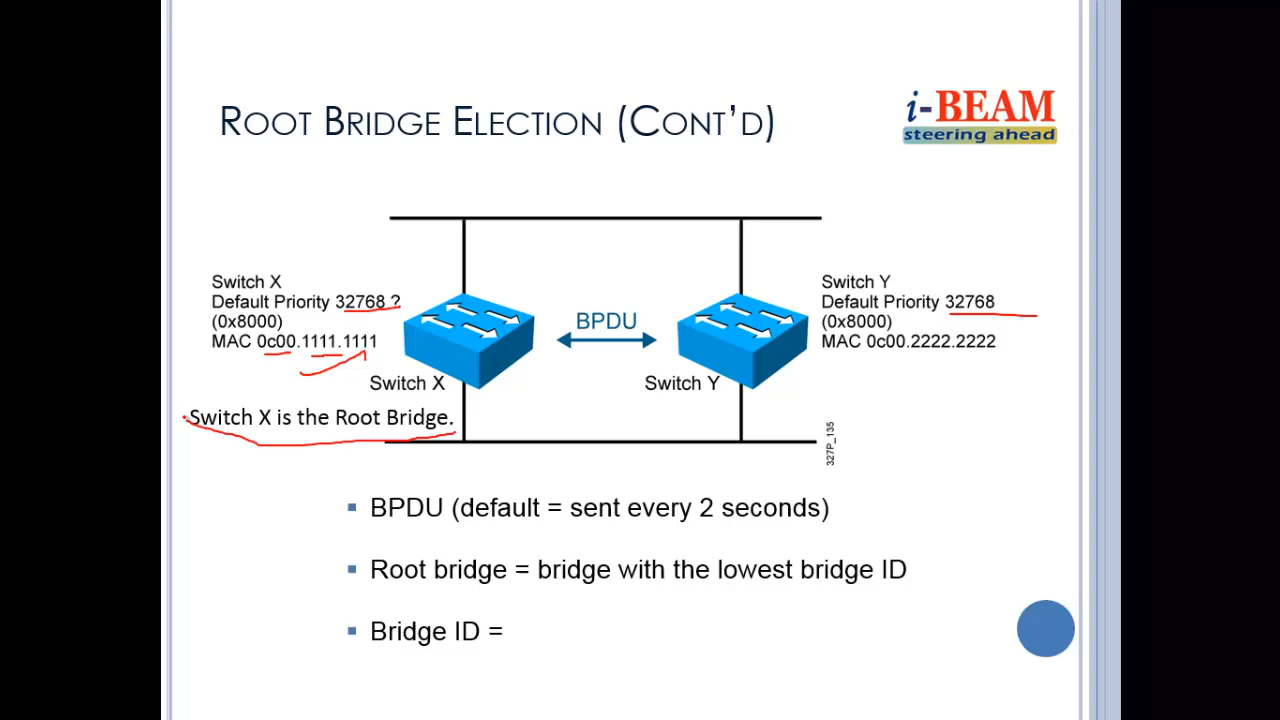 ROOT BRIDGE ELECTION (CONT'D)
i-BEAM
steering ahead
Switch X
Default Priority 32768 ?
(0x8000)
MAC 0c00.1111.1111
Switch Y
Default Priority 32768
(0x8000)
MAC 0c00.2222.2222
BPDU
Switch X
Switch Y
Switch X is the Root Bridge.
327P_135
BPDU (default = sent every 2 seconds)
Root bridge = bridge with the lowest bridge ID
Bridge ID =